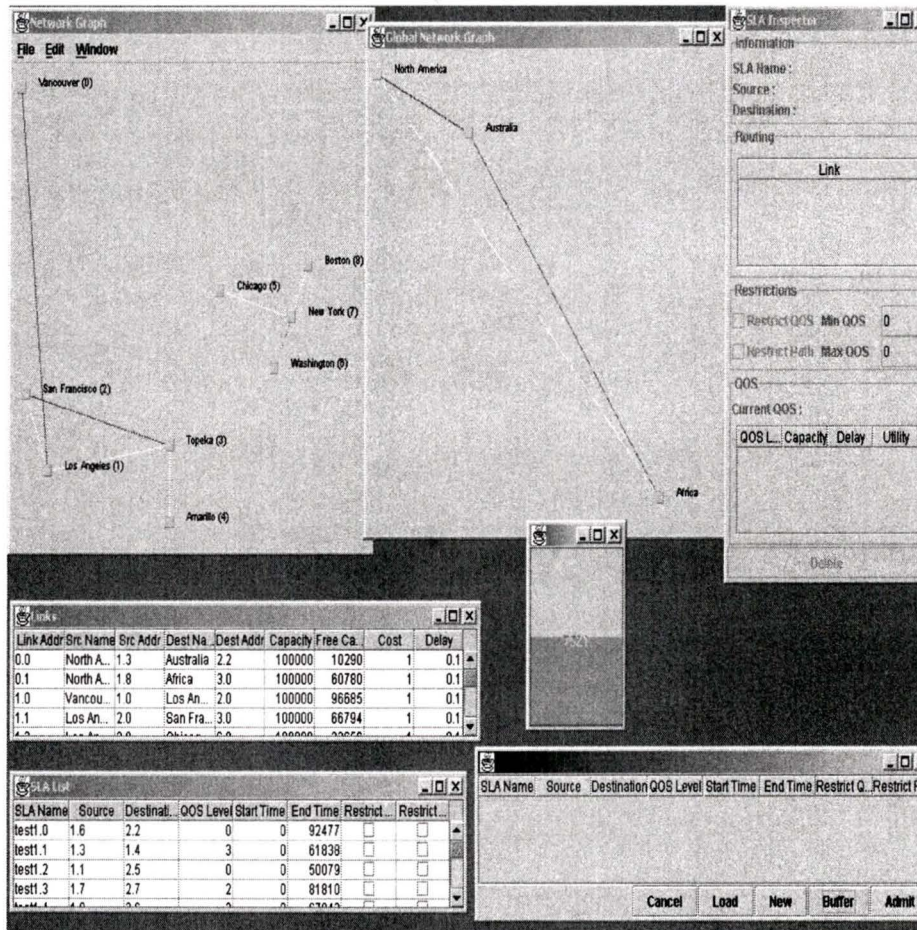 Network Graph
File Edit Window
Vancouver (0)
Boston (8)
Chicago (5)
New York (7)
Washington (6)
San Francisco (2)
Topeka (3)
Los Angeles (1)
Amarillo (4)
Global Network Graph
North America
Australia
Africa
SLA Inspector
Information
SLA Name :
Source :
Destination :
Routing
Link
Restrictions
Restrict QOS Min QOS 0
Restrict Path Max QOS 0
QOS
Current QOS :
QOS L... Capacity Delay Utility
Delete
Links
Link Addr Src Name Src Addr Dest Na... Dest Addr Capacity Free Ca... Cost Delay
0.0 North A... 1.3 Australia 2.2 100000 10290 1 0.1
0.1 North A... 1.8 Africa 3.0 100000 60780 1 0.1
1.0 Vancou... 1.0 Los An... 2.0 100000 96685 1 0.1
1.1 Los An... 2.0 San Fra... 3.0 100000 66794 1 0.1
SLA List
SLA Name Source Destinati... QOS Level Start Time End Time Restrict... Restrict...
test1.0 1.6 2.2 0 0 92477
test1.1 1.3 1.4 3 0 61838
test1.2 1.1 2.5 0 50079
test1.3 1.7 2.7 2 0 81810
SLA Name Source Destination QOS Level Start Time End Time Restrict Q... Restrict
Cancel Load New Buffer Admit